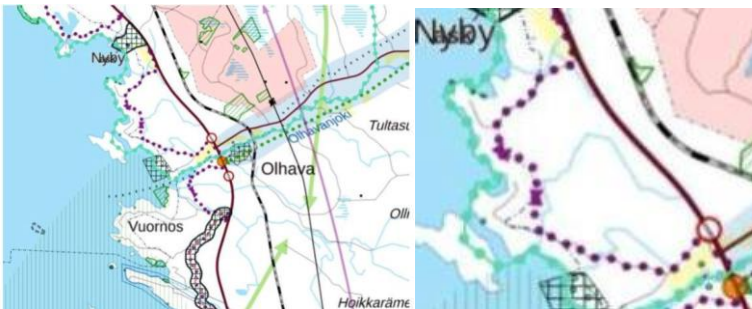 Nyby
Olhavanjoki
Tultasu
Olhava
Vuornos
Olli
Hoikkaräme
Nyby